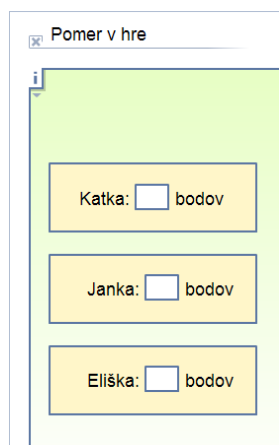 Pomer v hre
i
Katka: bodov
Janka: bodov
Eliška: bodov